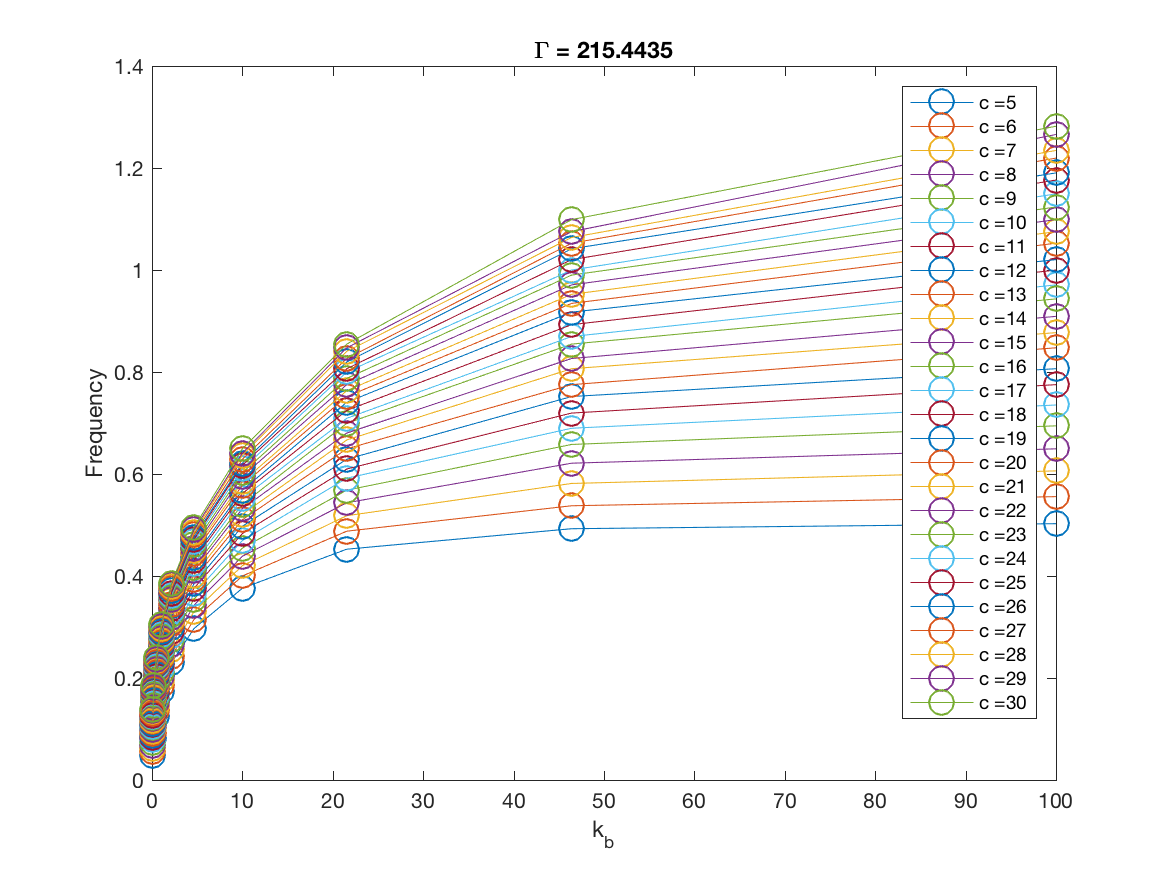 Γ = 215.4435
1.4
1.2
1
0.8
0.6
0.4
0.2
0
Frequency
0 10 20 30 40 50 60 70 80 90 100
k_b
c =5
c =6
c =7
c =8
c =9
c =10
c =11
c =12
c =13
c =14
c =15
c =16
c =17
c =18
c =19
c =20
c =21
c =22
c =23
c =24
c =25
c =26
c =27
c =28
c =29
c =30